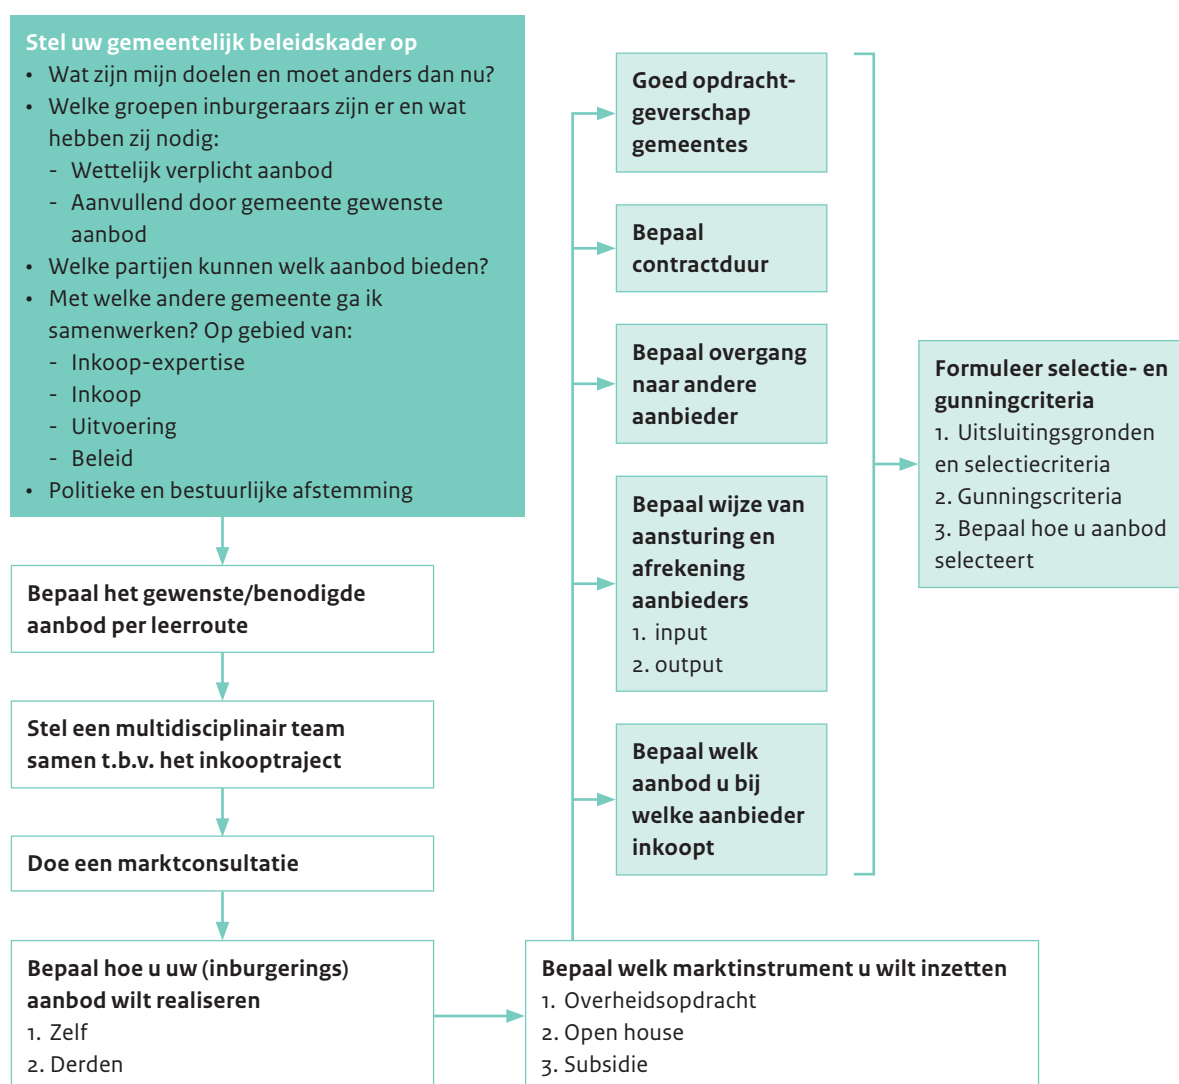 Stel uw gemeentelijk beleidskader op
• Wat zijn mijn doelen en moet anders dan nu?
• Welke groepen inburgeraars zijn er en wat
hebben zij nodig:
- Wettelijk verplicht aanbod
- Aanvullend door gemeente gewenste
aanbod
• Welke partijen kunnen welk aanbod bieden?
• Met welke andere gemeente ga ik
samenwerken? Op gebied van:
- Inkoop-expertise
- Inkoop
- Uitvoering
- Beleid
• Politieke en bestuurlijke afstemming
Bepaal het gewenste/benodigde
aanbod per leerroute
Stel een multidisciplinair team
samen t.b.v. het inkooptraject
Doe een marktconsultatie
Bepaal hoe u uw (inburgerings)
aanbod wilt realiseren
1. Zelf
2. Derden
Bepaal welk marktinstrument u wilt inzetten
1. Overheidsopdracht
2. Open house
3. Subsidie
Goed opdracht-
geverschap
gemeentes
Bepaal
contractduur
Bepaal overgang
naar andere
aanbieder
Bepaal wijze van
aansturing en
afrekening
aanbieders
1. input
2. output
Bepaal welk
aanbod u bij
welke aanbieder
inkoopt
Formuleer selectie- en
gunningcriteria
1. Uitsluitingsgronden
en selectiecriteria
2. Gunningscriteria
3. Bepaal hoe u aanbod
selecteert